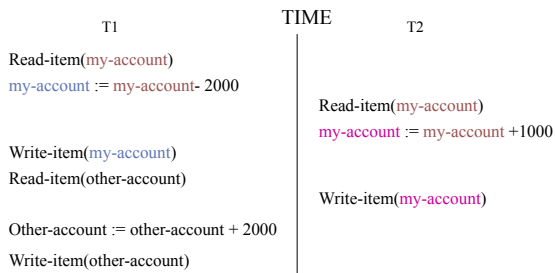 TIME
T1
T2
Read-item(my-account)
my-account := my-account- 2000
Read-item(my-account)
my-account := my-account +1000
Write-item(my-account)
Read-item(other-account)
Write-item(my-account)
Other-account := other-account + 2000
Write-item(other-account)